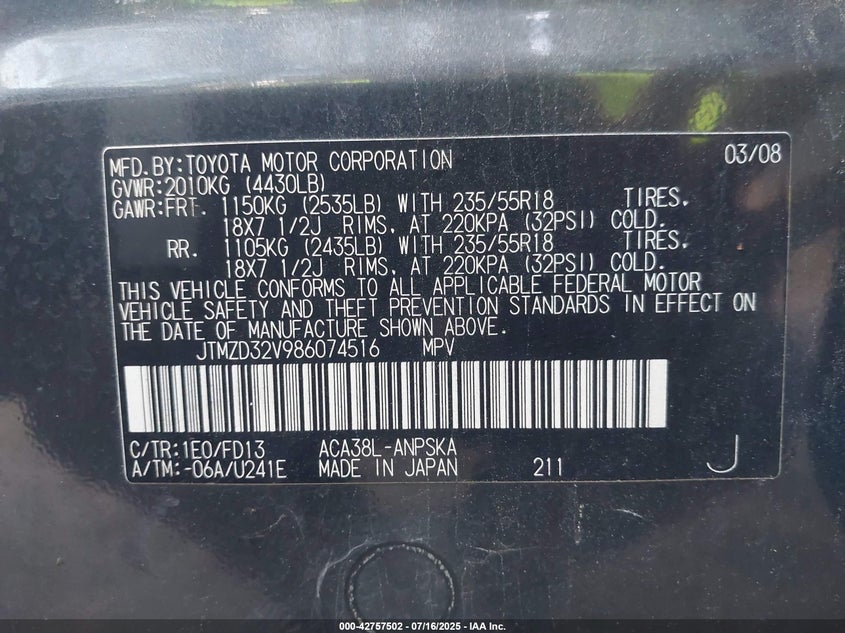 MFD.BY:TOYOTA MOTOR CORPORATION 03/08
GVWR:2010KG (4430LB)
GAWR:FRT. 1150KG (2535LB) WITH 235/55R18 TIRES.
18X7 1/2J RIMS. AT 220KPA (32PSI) COLD.
RR. 1105KG (2435LB) WITH 235/55R18 TIRES.
18X7 1/2J RIMS. AT 220KPA (32PSI) COLD.
THIS VEHICLE CONFORMS TO ALL APPLICABLE FEDERAL MOTOR
VEHICLE SAFETY AND THEFT PREVENTION STANDARDS IN EFFECT ON
THE DATE OF MANUFACTURE SHOWN ABOVE.
JTMZD32V986074516 MPV
C/TR:1E0/FD13 ACA38L-ANPSKA
A/TM:-06A/U241E MADE IN JAPAN 211 J
000-42757502 - 07/16/2025 - IAA Inc.